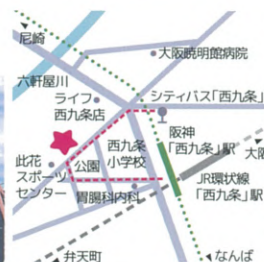 尼崎
大阪暁明館病院
六軒屋川
ライフ
西九条店
シティバス「西九条」
阪神
「西九条」駅
大阪
西九条
小学校
此花
スポーツ
センター
公園
胃腸科内科
JR環状線
「西九条」駅
弁天町
なんば